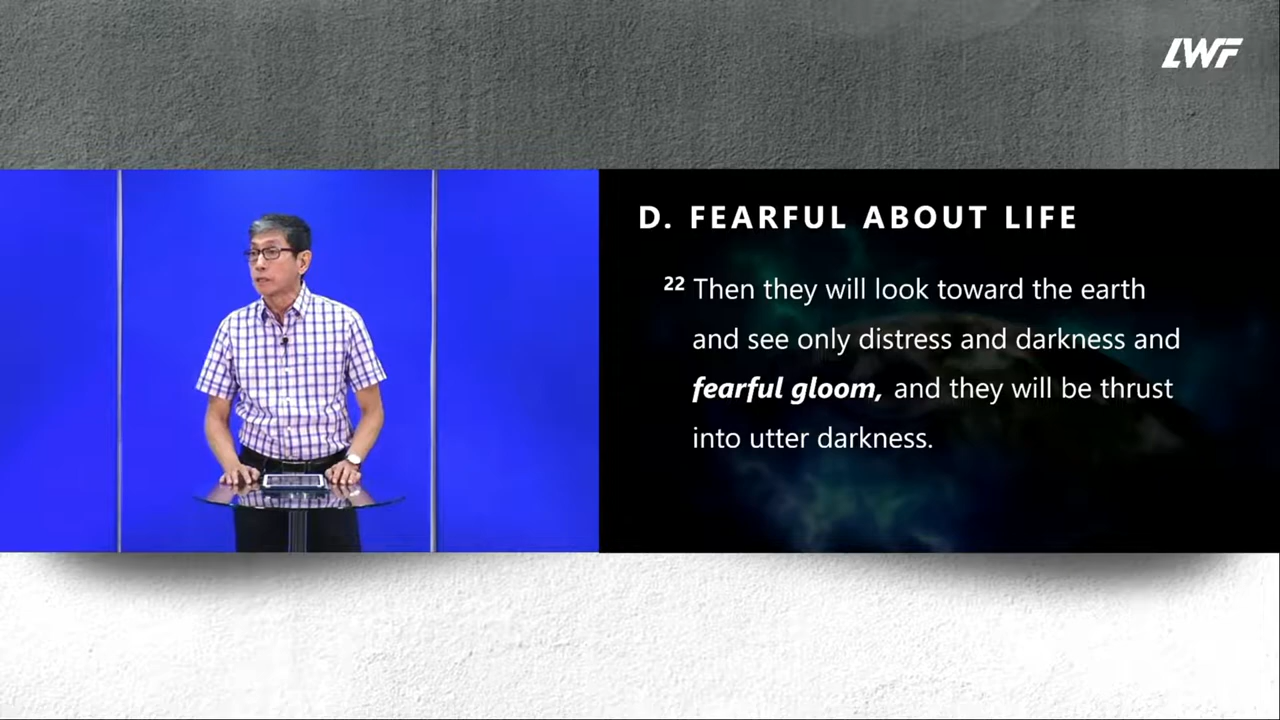 LWF
D. FEARFUL ABOUT LIFE
22 Then they will look toward the earth
and see only distress and darkness and
fearful gloom, and they will be thrust
into utter darkness.